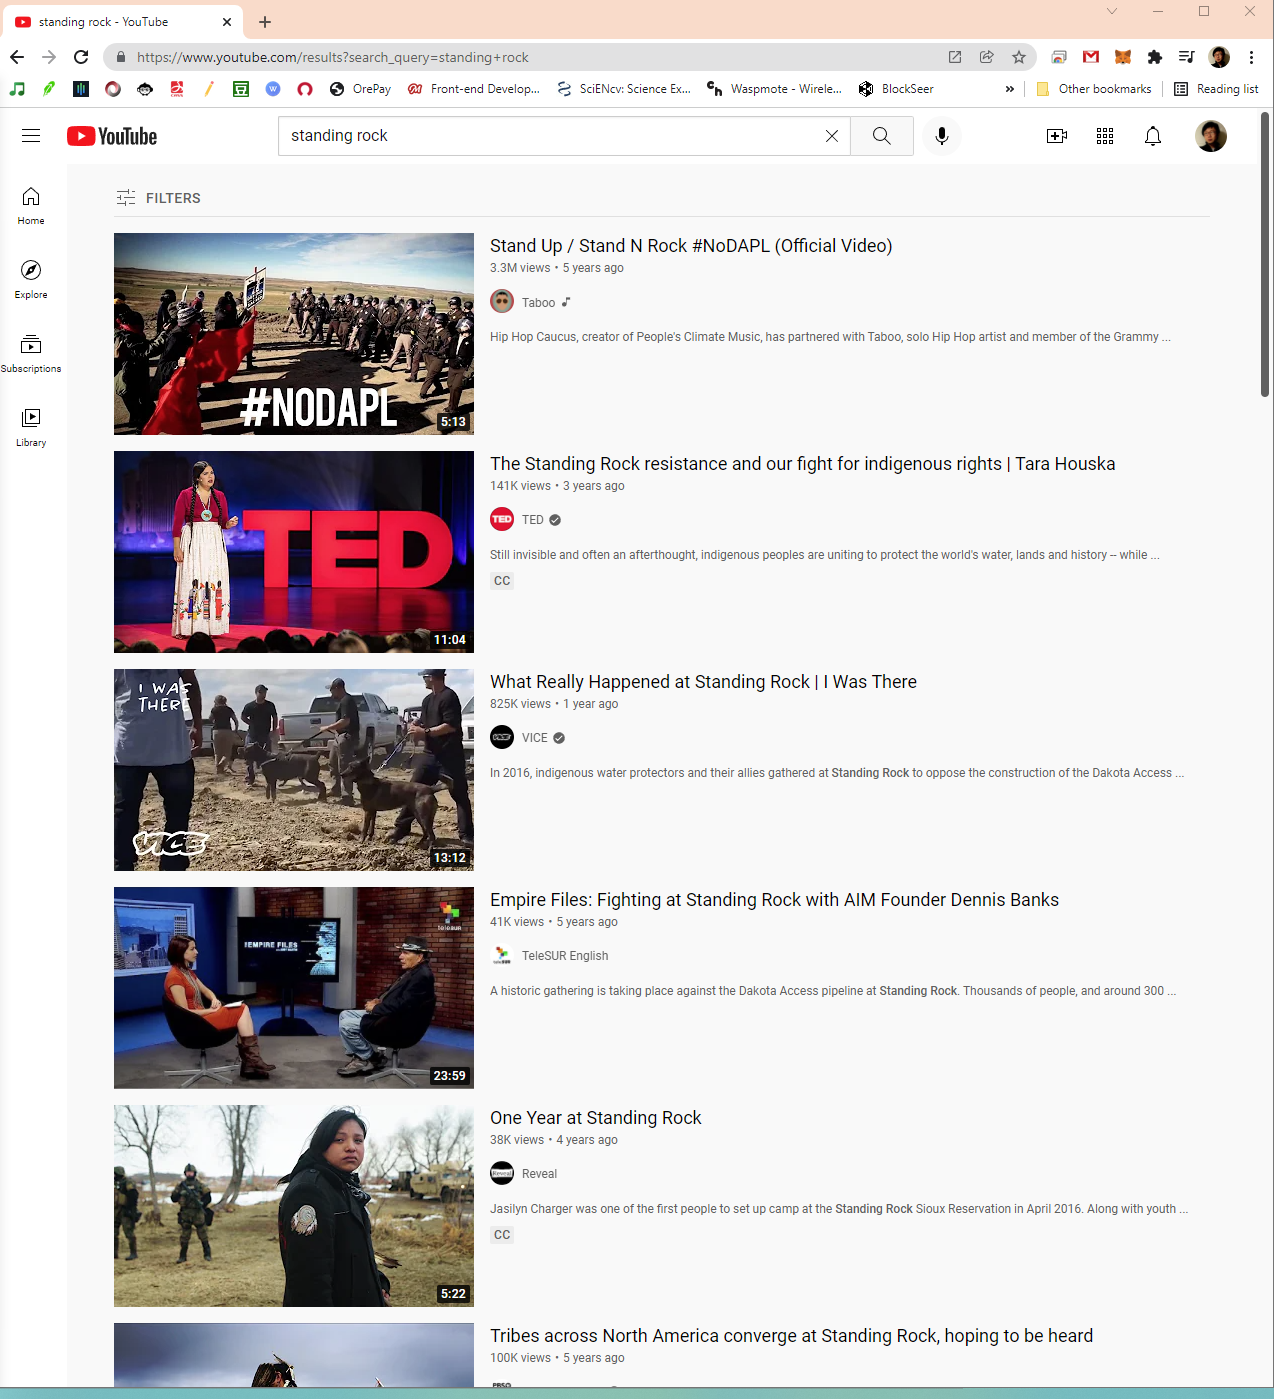 standing rock - YouTube
https://www.youtube.com/results?search_query=standing+rock
OrePay
Front-end Develop...
SciENcv: Science Ex...
Waspmote - Wirele...
BlockSeer
»
Other bookmarks
Reading list
YouTube
standing rock
Home
Explore
Subscriptions
Library
FILTERS
#NODAPL
5:13
Stand Up / Stand N Rock #NoDAPL (Official Video)
3.3M views • 5 years ago
Taboo
Hip Hop Caucus, creator of People's Climate Music, has partnered with Taboo, solo Hip Hop artist and member of the Grammy ...
TED
11:04
The Standing Rock resistance and our fight for indigenous rights | Tara Houska
141K views • 3 years ago
TED
TED
Still invisible and often an afterthought, indigenous peoples are uniting to protect the world's water, lands and history -- while ...
CC
I WAS
THERE
VICE
13:12
What Really Happened at Standing Rock | I Was There
825K views • 1 year ago
VICE
In 2016, indigenous water protectors and their allies gathered at Standing Rock to oppose the construction of the Dakota Access ...
EMPIRE FILES
teleSUR
23:59
Empire Files: Fighting at Standing Rock with AIM Founder Dennis Banks
41K views • 5 years ago
TeleSUR English
A historic gathering is taking place against the Dakota Access pipeline at Standing Rock. Thousands of people, and around 300 ...
5:22
One Year at Standing Rock
38K views • 4 years ago
Reveal
Reveal
Jasilyn Charger was one of the first people to set up camp at the Standing Rock Sioux Reservation in April 2016. Along with youth ...
CC
Tribes across North America converge at Standing Rock, hoping to be heard
100K views • 5 years ago